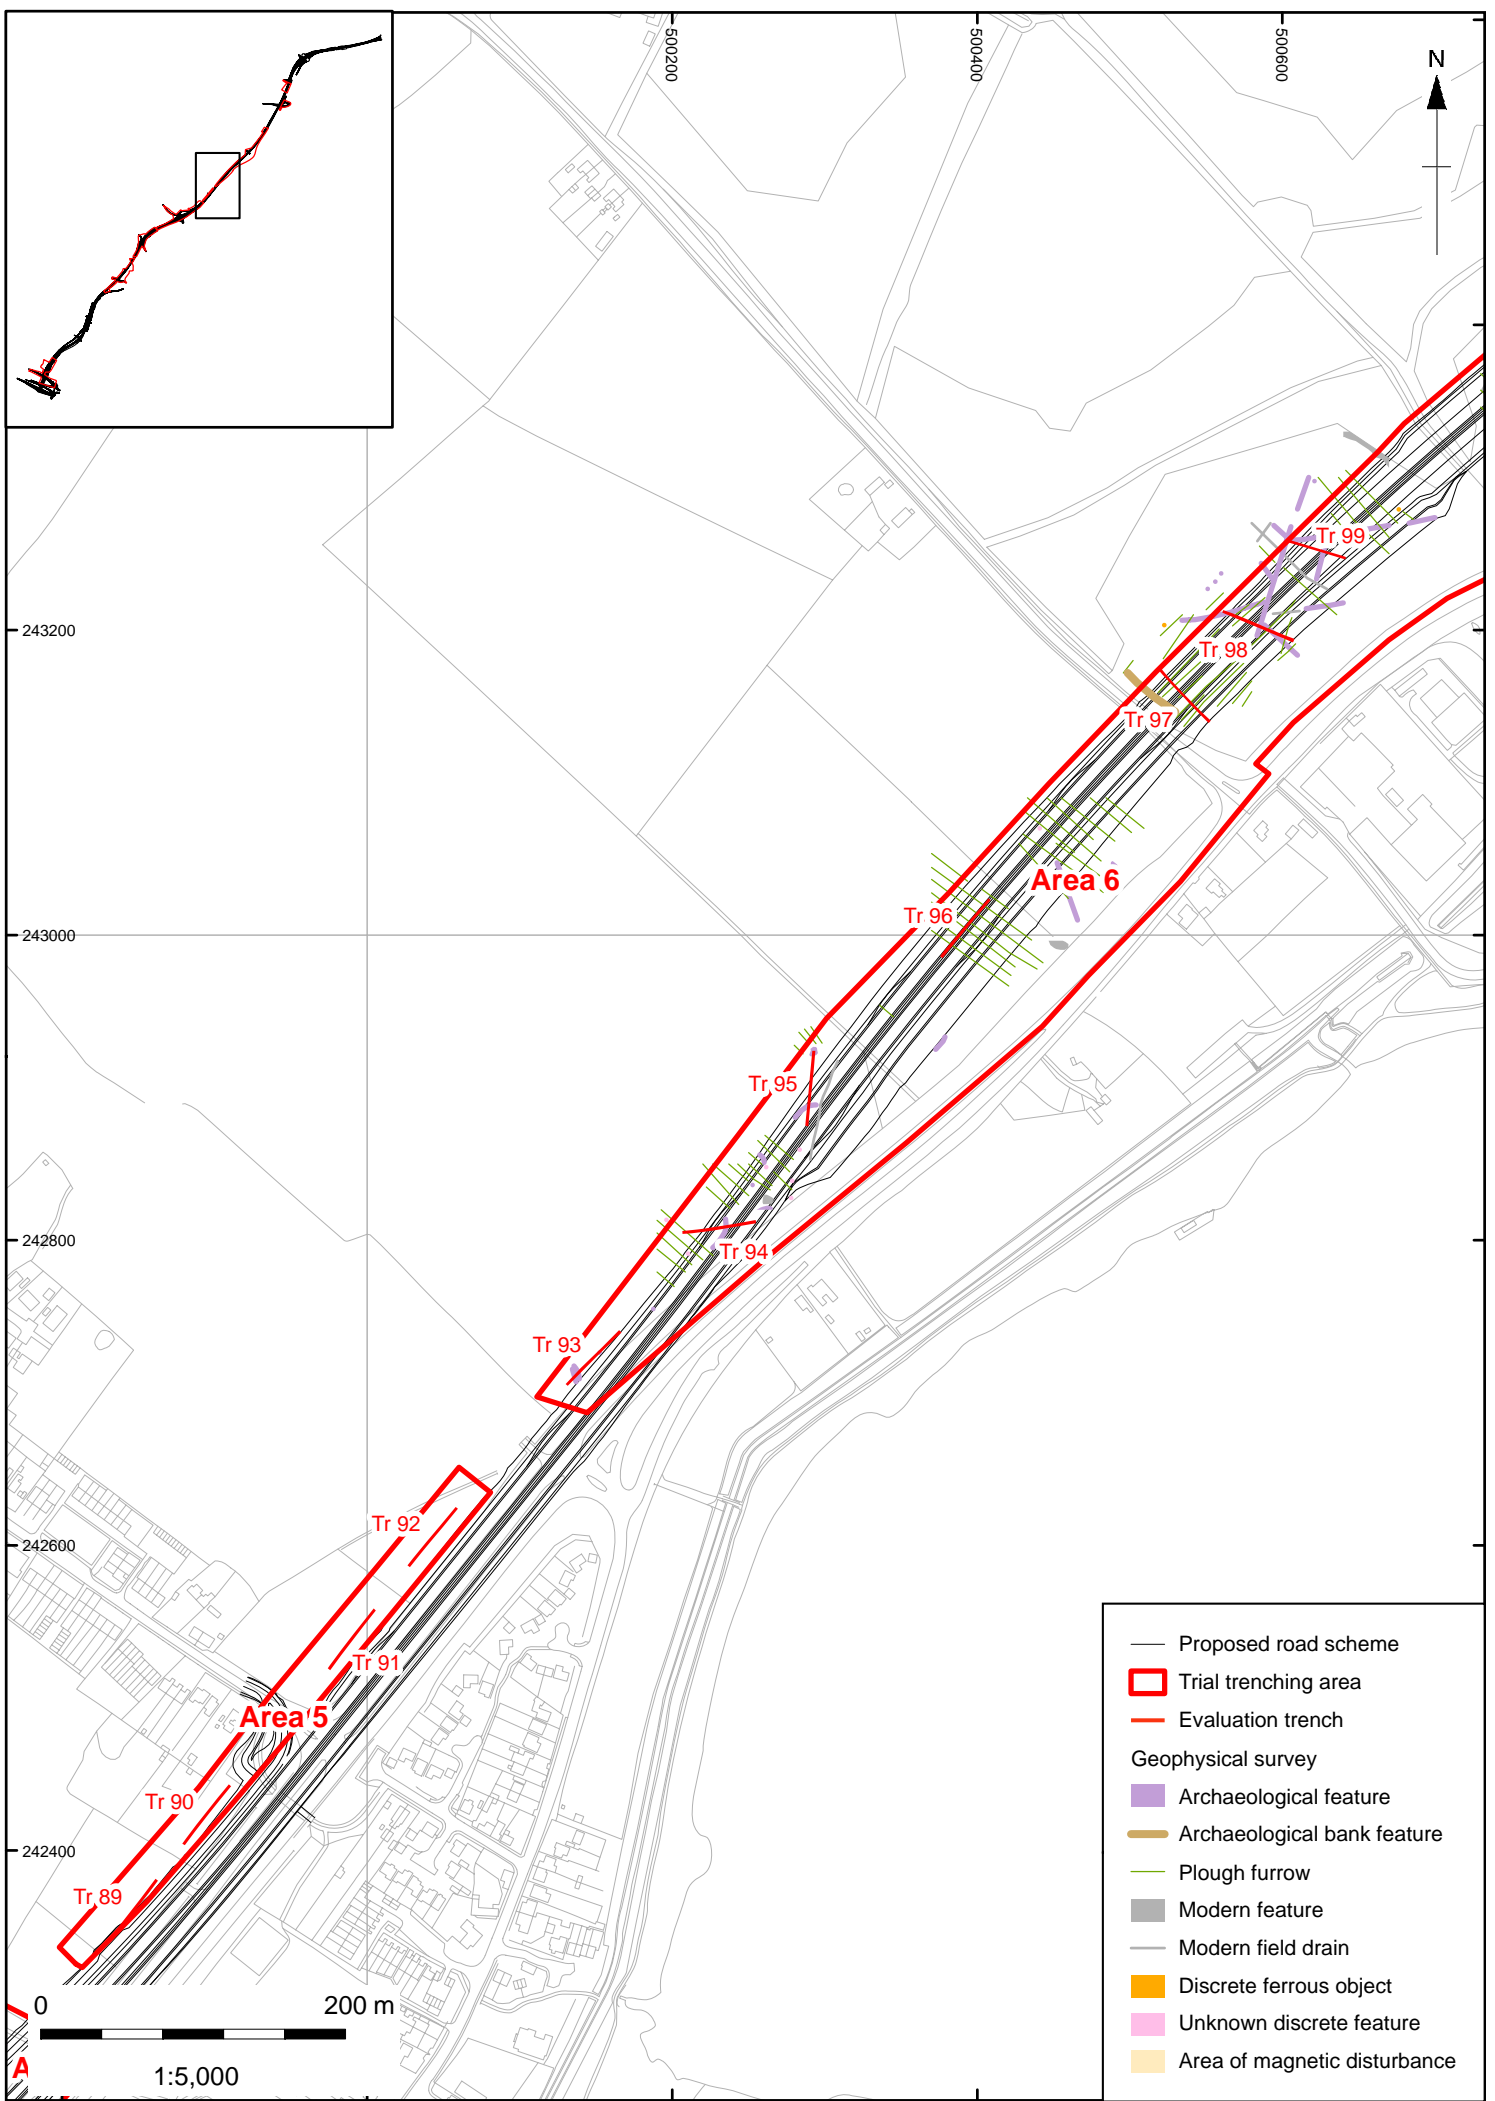 500200
500400
500600
N
Tr 99
243200
Tr 98
Tr 97
Area 6
Tr 96
243000
Tr 95
242800
Tr 94
Tr 93
242600
Tr 92
Tr 91
Area 5
Tr 90
242400
Tr 89
0 200 m
1:5,000
A
Proposed road scheme
Trial trenching area
Evaluation trench
Geophysical survey
Archaeological feature
Archaeological bank feature
Plough furrow
Modern feature
Modern field drain
Discrete ferrous object
Unknown discrete feature
Area of magnetic disturbance